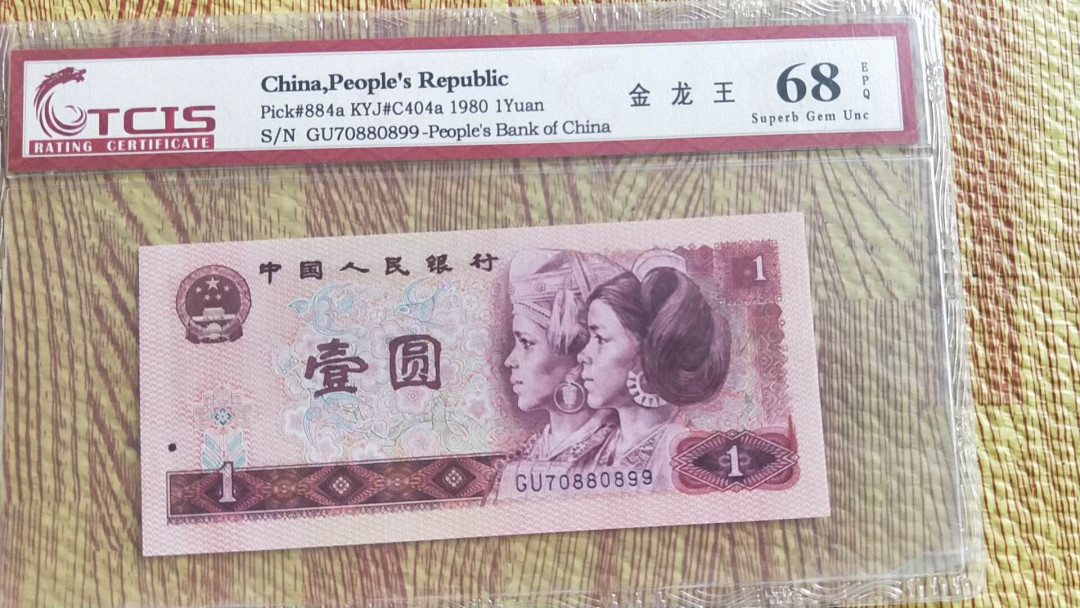 TCIS
RATING CERTIFICATE
China,People's Republic
Pick#884a KYJ#C404a 1980 1Yuan
S/N GU70880899-People's Bank of China
金龙王
68
EPQ
Superb Gem Unc
中国人民银行
1
壹圆
1
GU70880899
1